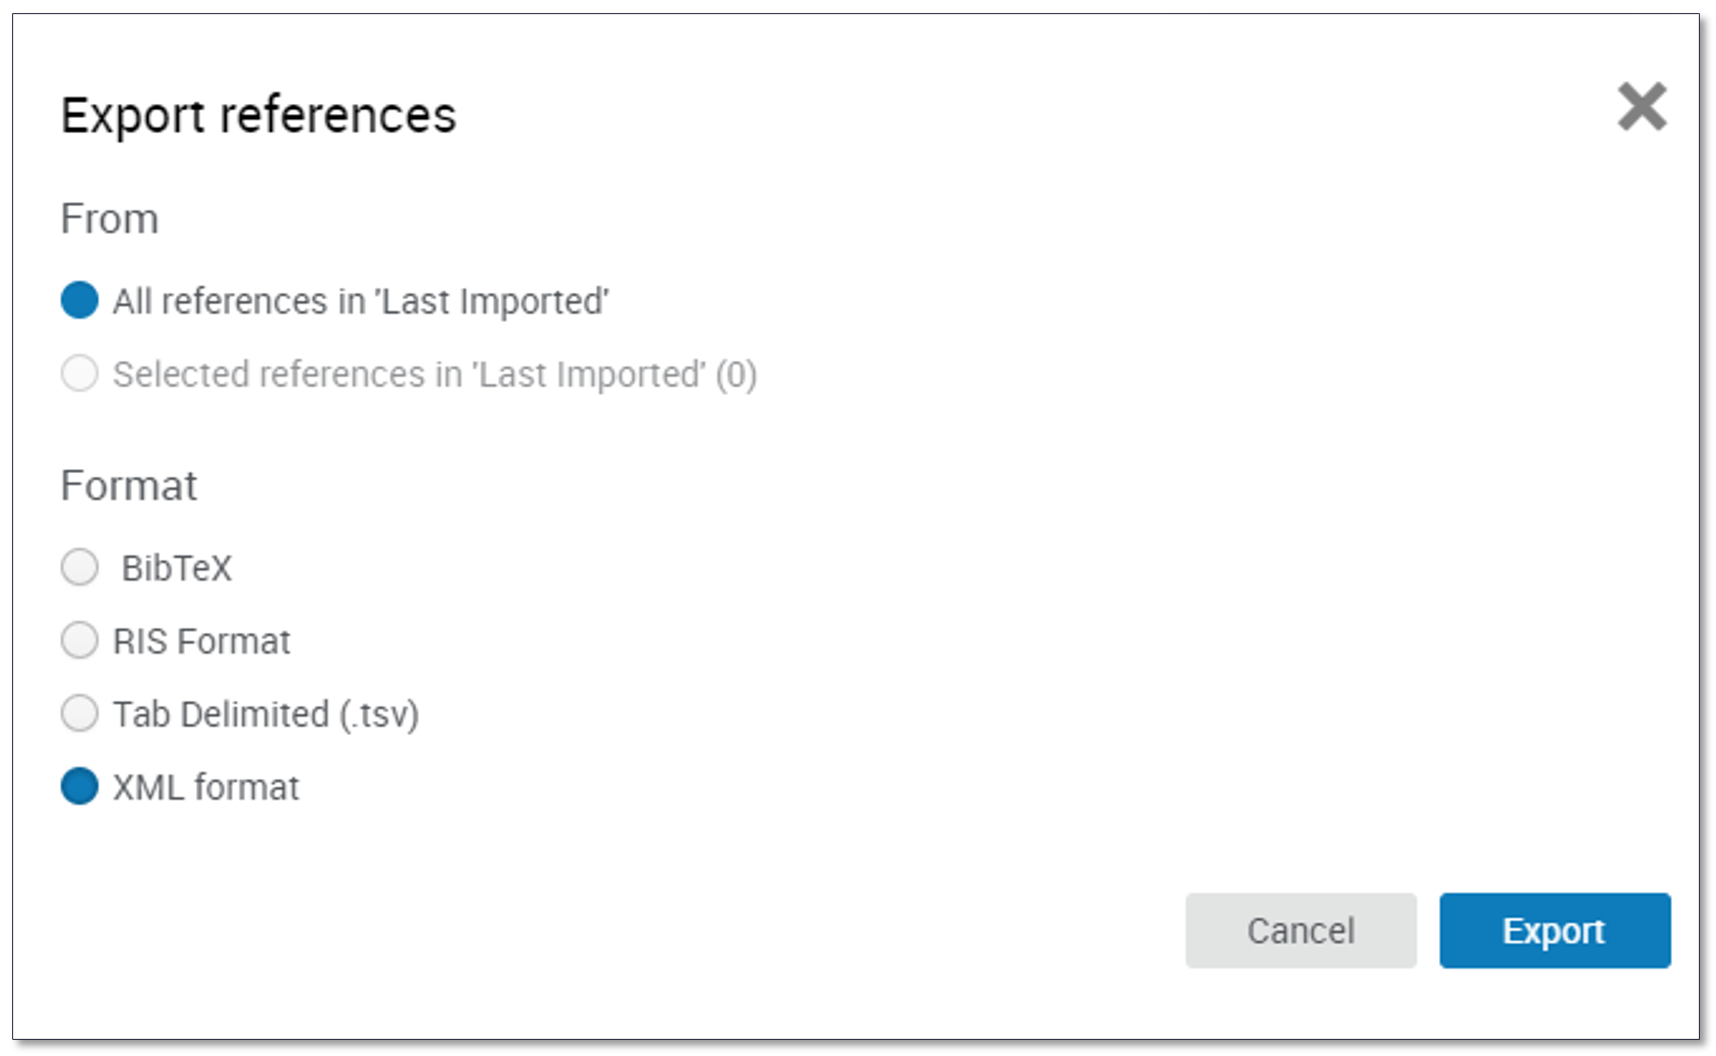 Export references
From
All references in 'Last Imported'
Selected references in 'Last Imported' (0)
Format
BibTeX
RIS Format
Tab Delimited (.tsv)
XML format
Cancel
Export